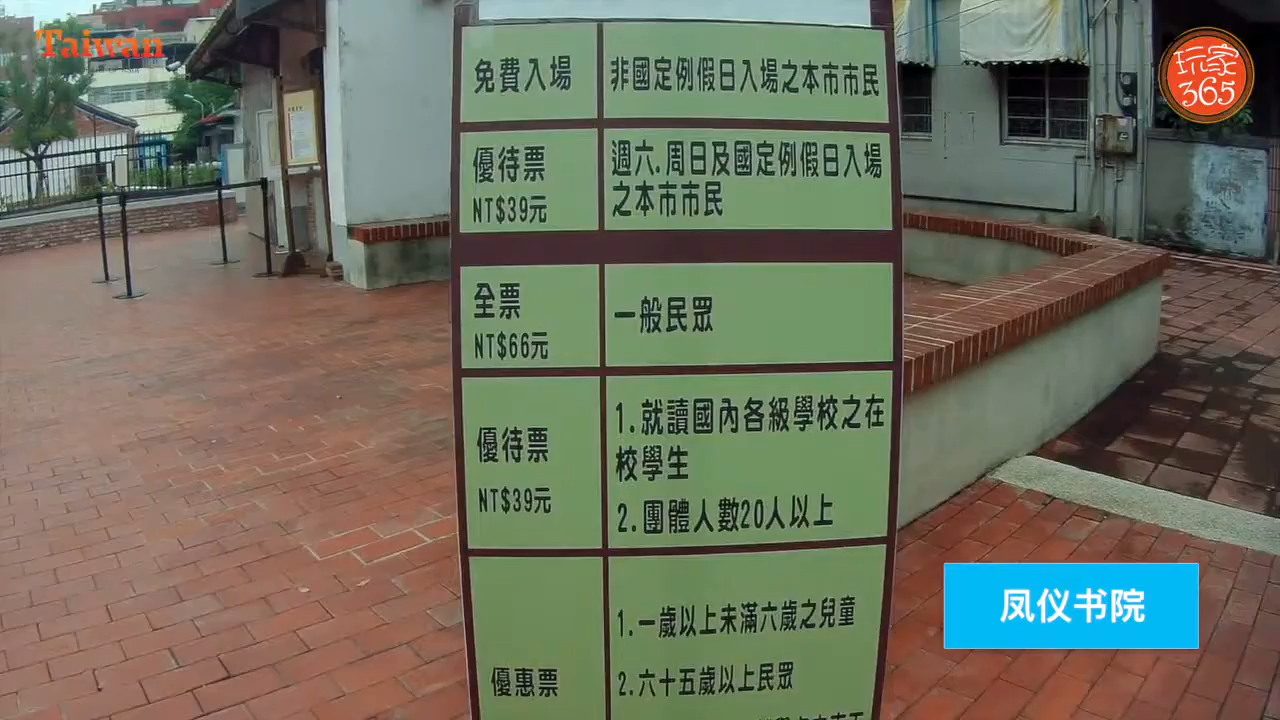 Taiwan
玩家
365
免費入場
非國定例假日入場之本市市民
優待票
NT$39元
週六.周日及國定例假日入場
之本市市民
全票
NT$66元
一般民眾
優待票
NT$39元
1.就讀國內各級學校之在
校學生
2.團體人數20人以上
優惠票
1.一歲以上未滿六歲之兒童
2.六十五歲以上民眾
凤仪书院